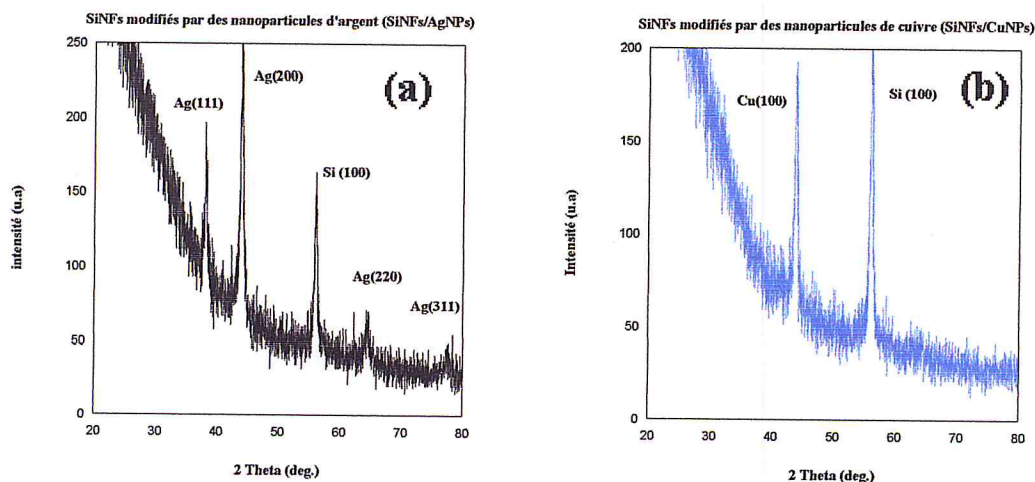 SiNFs modifiés par des nanoparticules d'argent (SiNFs/AgNPs)
250
200
150
100
50
0
intensité (u.a)
(a)
Ag(200)
Ag(111)
Si (100)
Ag(220)
Ag(311)
20 30 40 50 60 70 80
2 Theta (deg.)
SiNFs modifiés par des nanoparticules de cuivre (SiNFs/CuNPs)
200
150
100
50
0
Intensité (u.a)
(b)
Cu(100)
Si (100)
20 30 40 50 60 70 80
2 Theta (deg.)